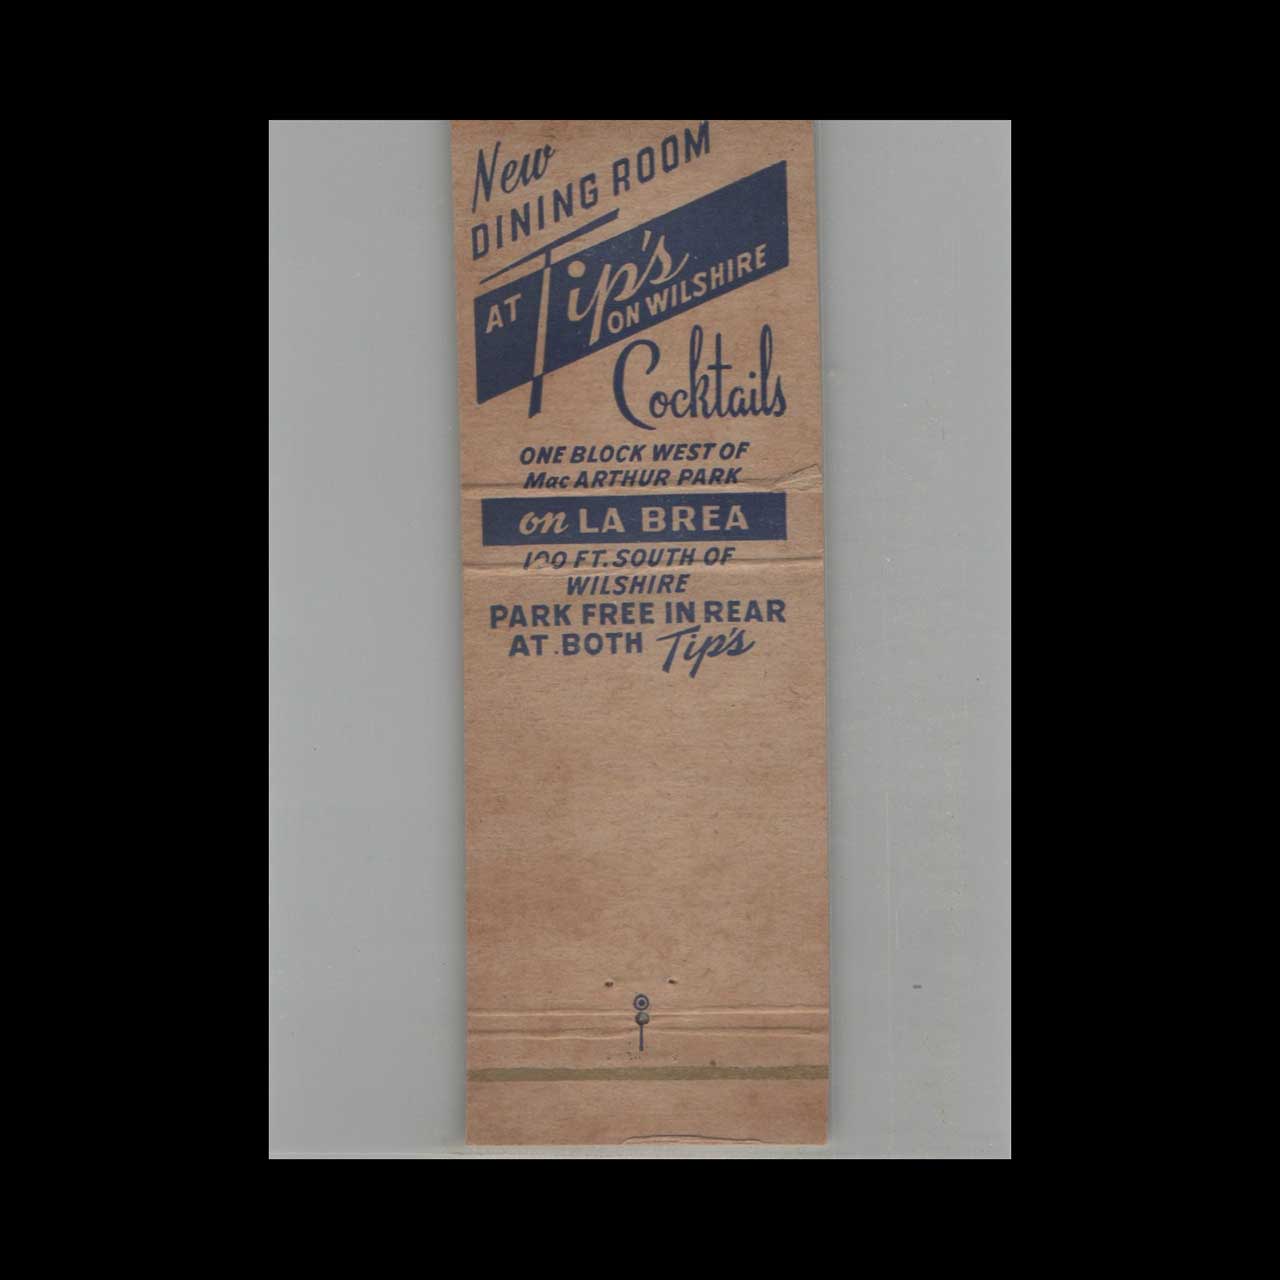 New
DINING ROOM
AT Tip's
ON WILSHIRE
Cocktails
ONE BLOCK WEST OF
Mac ARTHUR PARK
on LA BREA
100 FT. SOUTH OF
WILSHIRE
PARK FREE IN REAR
AT BOTH Tip's